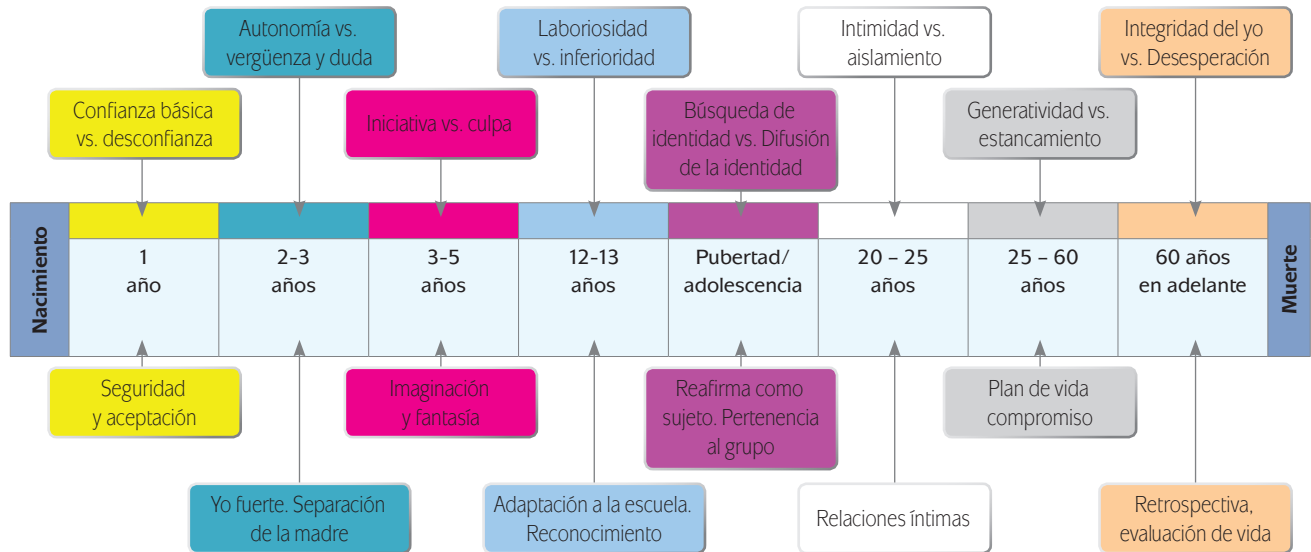 Autonomía vs.
vergüenza y duda
Laboriosidad
vs. inferioridad
Intimidad vs.
aislamiento
Integridad del yo
vs. Desesperación
Confianza básica
vs. desconfianza
Iniciativa vs. culpa
Búsqueda de
identidad vs. Difusión
de la identidad
Generatividad vs.
estancamiento
Nacimiento
1
año
2-3
años
3-5
años
12-13
años
Pubertad/
adolescencia
20 – 25
años
25 – 60
años
60 años
en adelante
Muerte
Seguridad
y aceptación
Imaginación
y fantasía
Reafirma como
sujeto. Pertenencia
al grupo
Plan de vida
compromiso
Yo fuerte. Separación
de la madre
Adaptación a la escuela.
Reconocimiento
Relaciones íntimas
Retrospectiva,
evaluación de vida